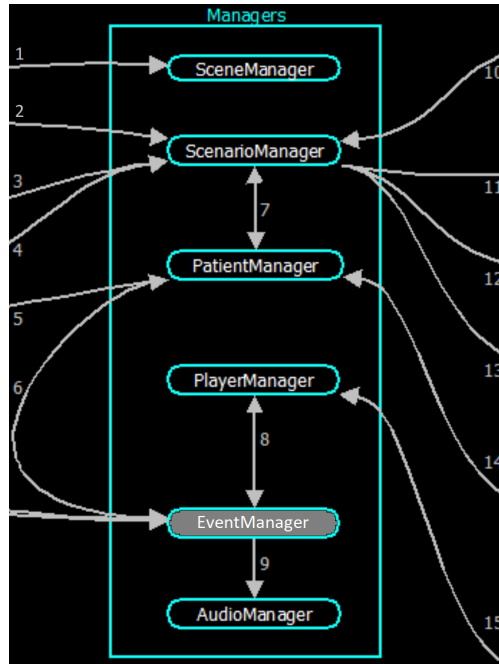 Managers
1
SceneManager
10
2
ScenarioManager
3
11
4
7
12
PatientManager
5
13
6
PlayerManager
8
14
EventManager
9
AudioManager
15